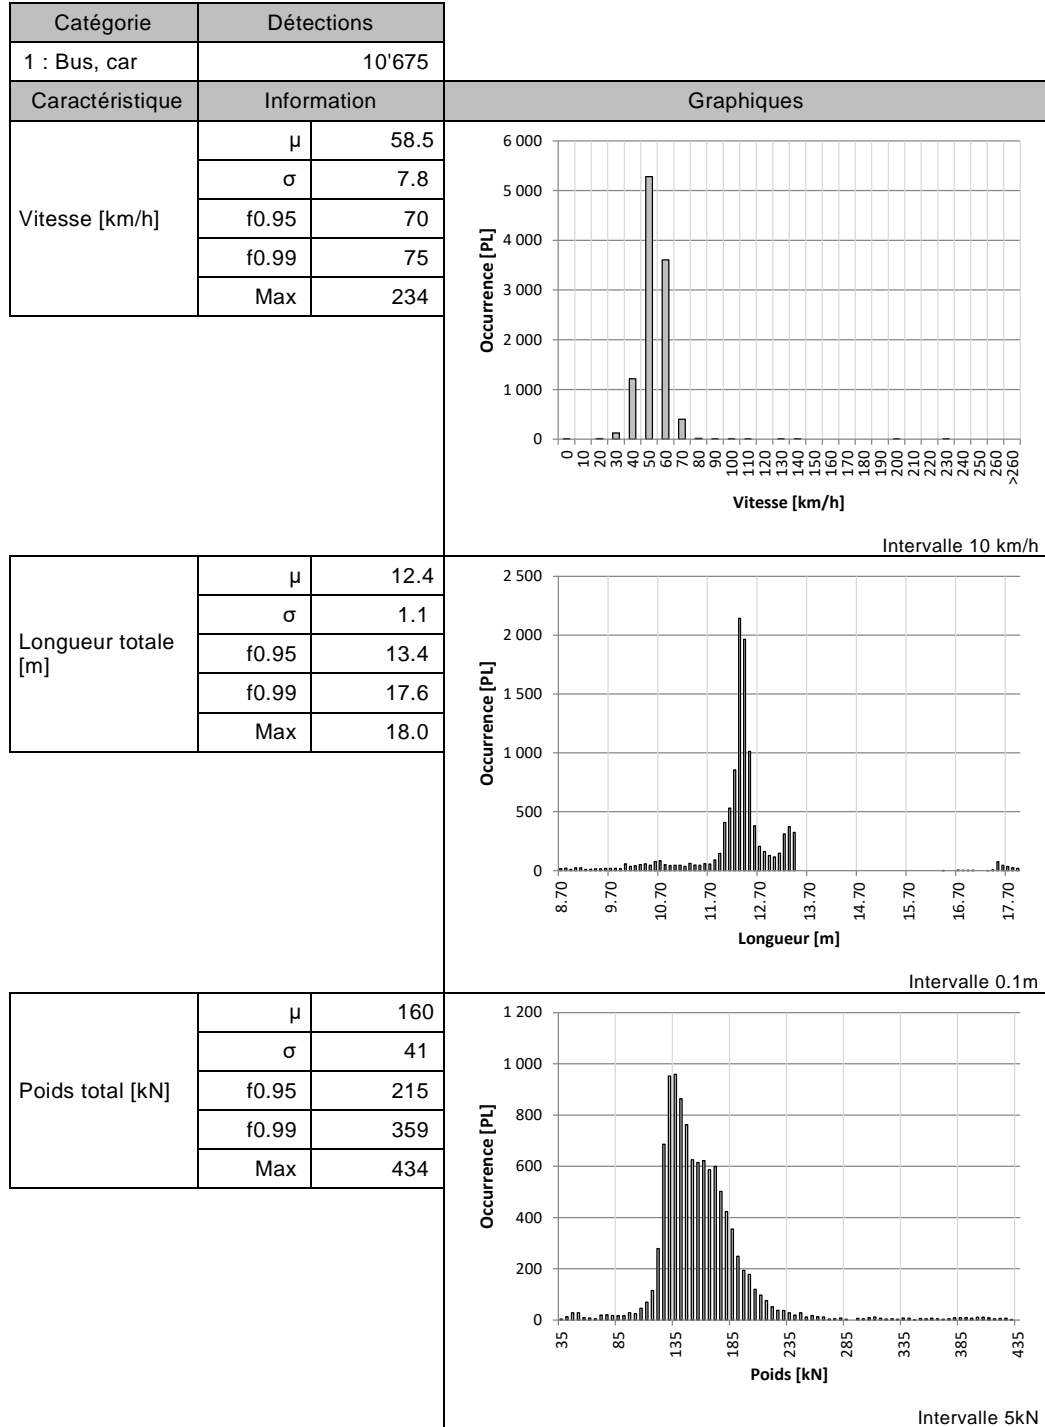 Catégorie Détections
1 : Bus, car 10'675
Caractéristique Information Graphiques
Vitesse [km/h]
µ 58.5
σ 7.8
f0.95 70
f0.99 75
Max 234
6 000
5 000
4 000
3 000
2 000
1 000
0
Occurrence [PL]
0 10 20 30 40 50 60 70 80 90 100 110 120 130 140 150 160 170 180 190 200 210 220 230 240 250 260 >260
Vitesse [km/h]
Intervalle 10 km/h
Longueur totale
[m]
µ 12.4
σ 1.1
f0.95 13.4
f0.99 17.6
Max 18.0
2 500
2 000
1 500
1 000
500
0
Occurrence [PL]
8.70 9.70 10.70 11.70 12.70 13.70 14.70 15.70 16.70 17.70
Longueur [m]
Intervalle 0.1m
Poids total [kN]
µ 160
σ 41
f0.95 215
f0.99 359
Max 434
1 200
1 000
800
600
400
200
0
Occurrence [PL]
35 85 135 185 235 285 335 385 435
Poids [kN]
Intervalle 5kN